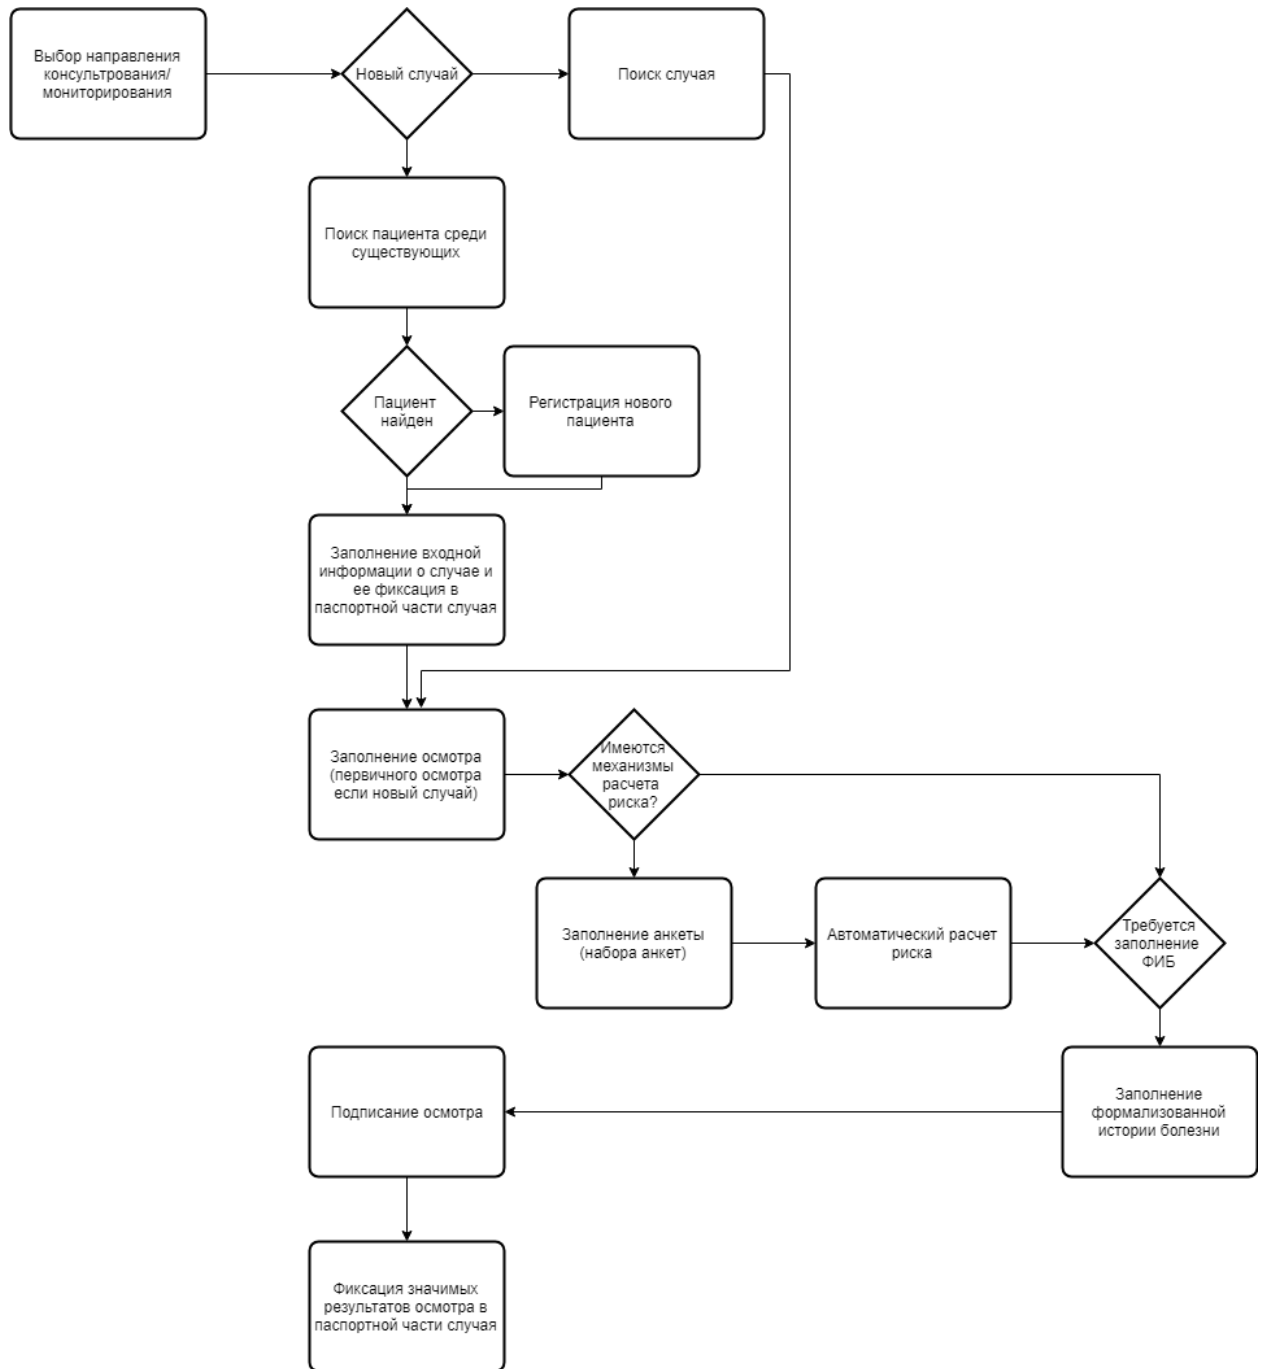 Выбор направления
консультрования/
мониторирования
Новый случай
Поиск случая
Поиск пациента среди
существующих
Пациент
найден
Регистрация нового
пациента
Заполнение входной
информации о случае и
ее фиксация в
паспортной части случая
Заполнение осмотра
(первичного осмотра
если новый случай)
Имеются
механизмы
расчета
риска?
Заполнение анкеты
(набора анкет)
Автоматический расчет
риска
Требуется
заполнение
ФИБ
Заполнение
формализованной
истории болезни
Подписание осмотра
Фиксация значимых
результатов осмотра в
паспортной части случая